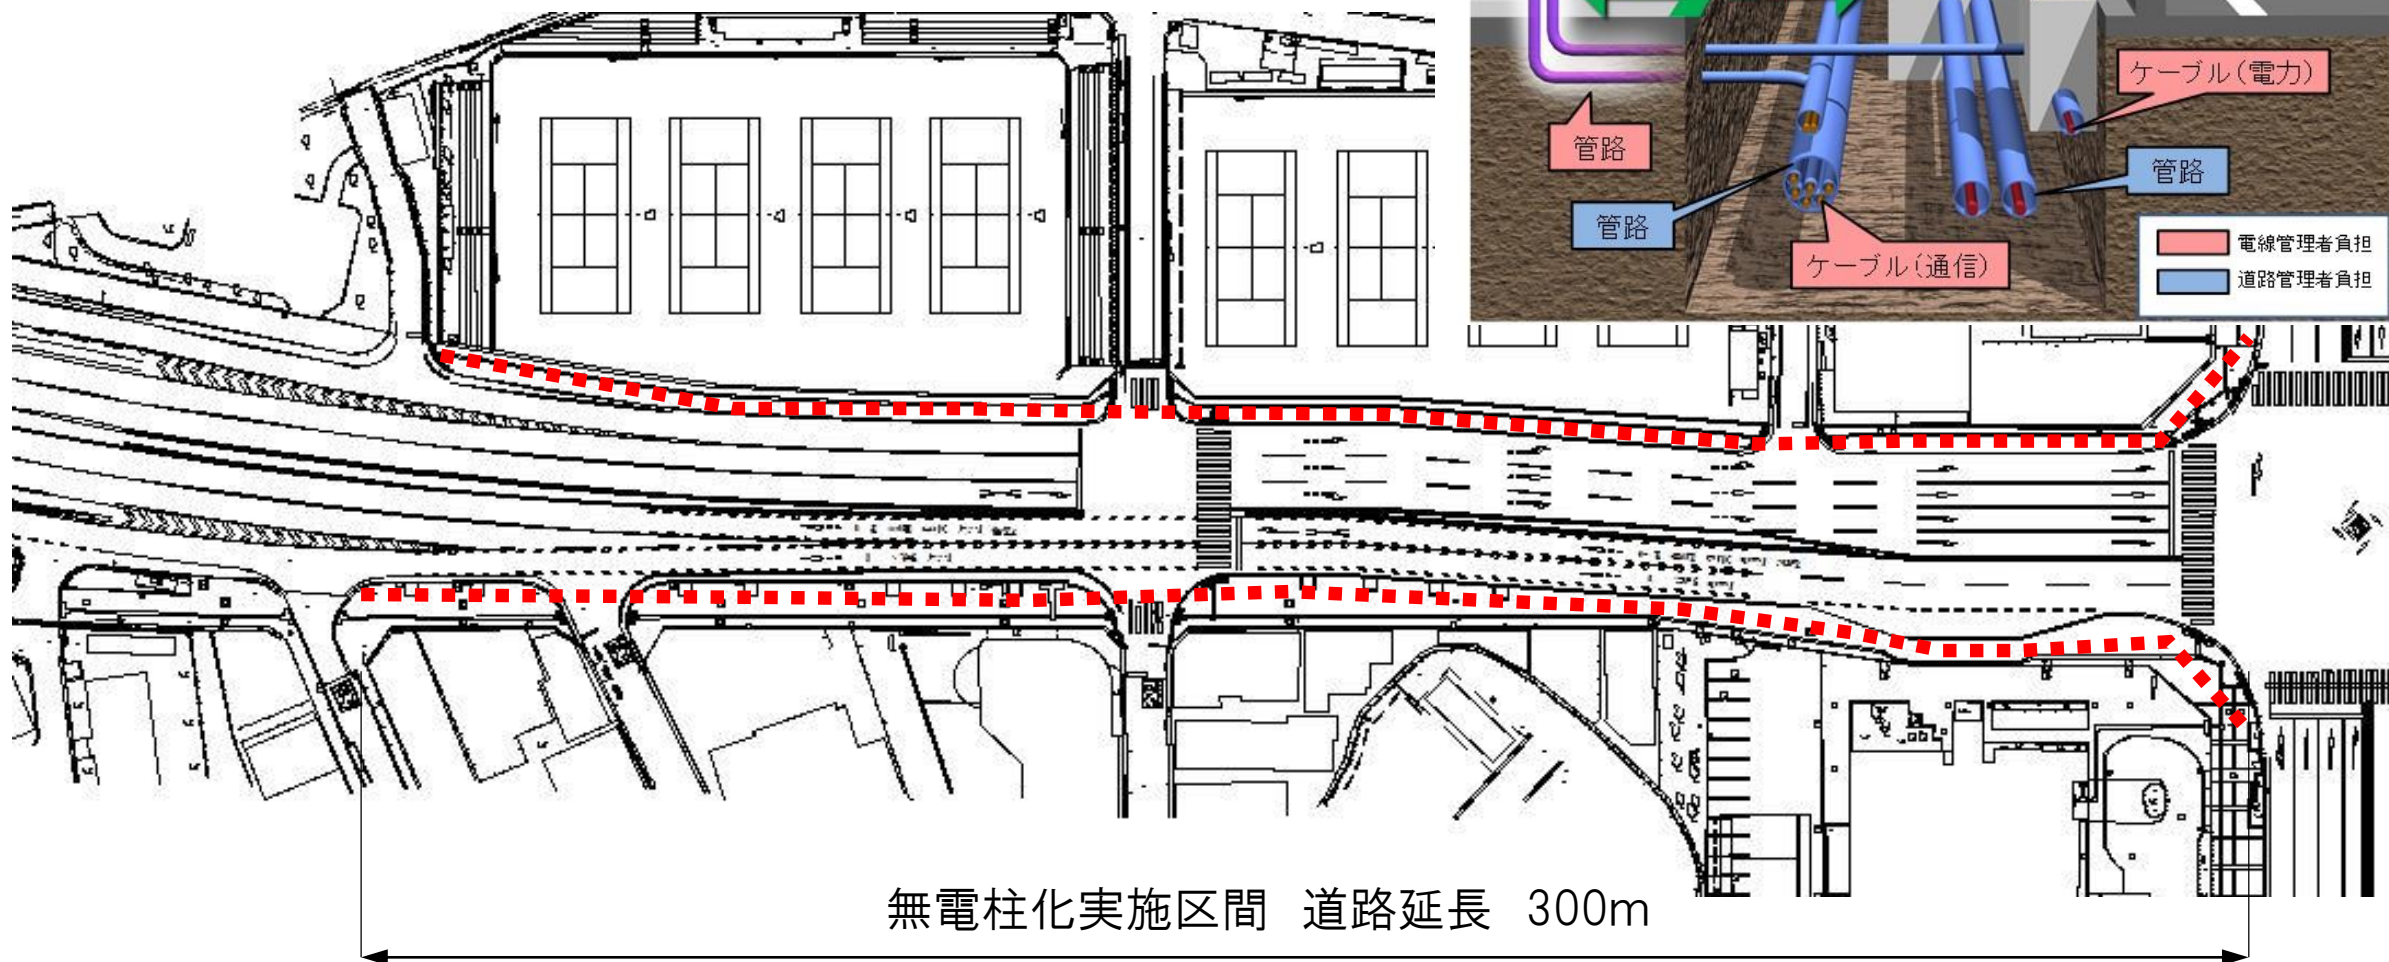 ケーブル(電力)
管路
管路
管路
ケーブル(通信)
電線管理者負担
道路管理者負担
無電柱化実施区間 道路延長 300m